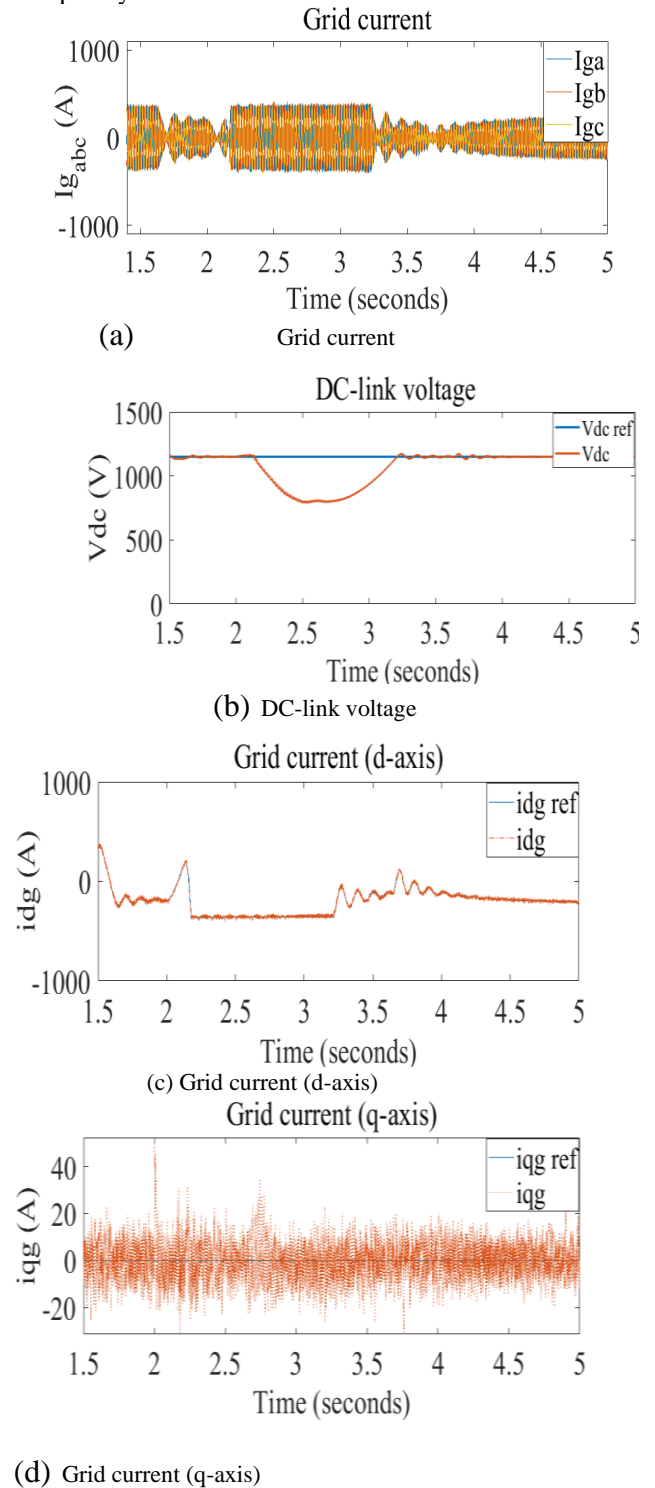 Grid current
1000
0
-1000
Ig_abc (A)
Iga
Igb
Igc
1.5 2 2.5 3 3.5 4 4.5 5
Time (seconds)
(a) Grid current
DC-link voltage
1500
1000
500
0
Vdc (V)
Vdc ref
Vdc
1.5 2 2.5 3 3.5 4 4.5 5
Time (seconds)
(b) DC-link voltage
Grid current (d-axis)
1000
0
-1000
idg (A)
idg ref
idg
1.5 2 2.5 3 3.5 4 4.5 5
Time (seconds)
(c) Grid current (d-axis)
Grid current (q-axis)
40
20
0
-20
iqg (A)
iqg ref
iqg
1.5 2 2.5 3 3.5 4 4.5 5
Time (seconds)
(d) Grid current (q-axis)